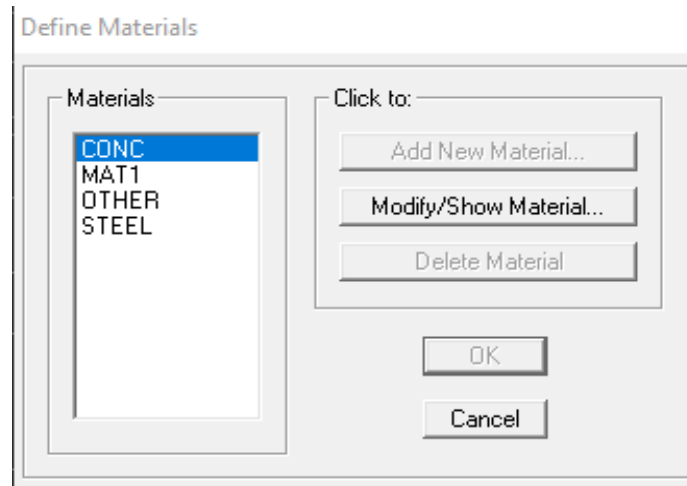 Define Materials
Materials
CONC
MAT1
OTHER
STEEL
Click to:
Add New Material...
Modify/Show Material...
Delete Material
OK
Cancel